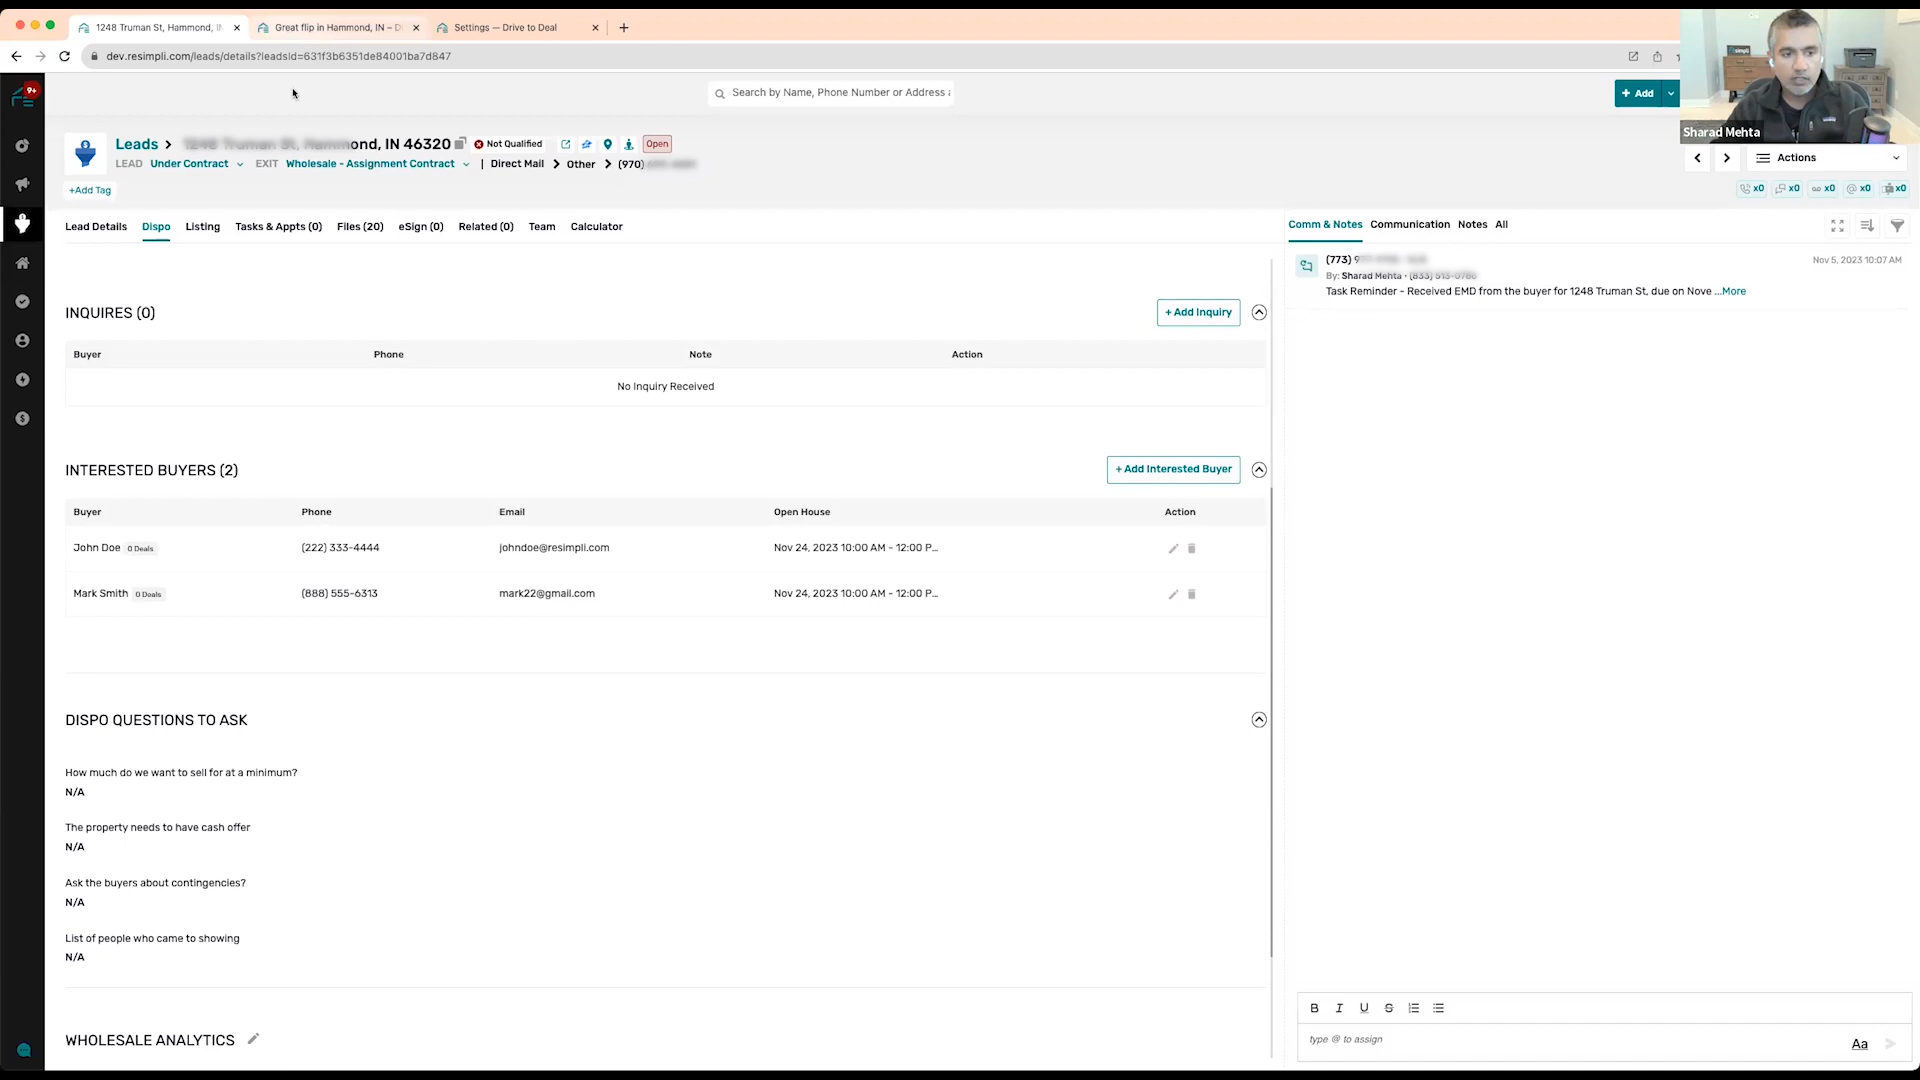 1248 Truman St, Hammond, IN
Great flip in Hammond, IN – D
Settings — Drive to Deal
dev.resimpli.com/leads/details?leadsId=631f3b6351de84001ba7d847
9+
Search by Name, Phone Number or Address
+ Add
Sharad Mehta
Leads > 1248 Truman St, Hammond, IN 46320 Not Qualified Open
LEAD Under Contract EXIT Wholesale - Assignment Contract | Direct Mail > Other > (970)
Actions
+Add Tag
x0 x0 x0 x0 x0
Lead Details Dispo Listing Tasks & Appts (0) Files (20) eSign (0) Related (0) Team Calculator
Comm & Notes Communication Notes All
(773) 9
Nov 5, 2023 10:07 AM
By: Sharad Mehta • (833) 513-0786
Task Reminder - Received EMD from the buyer for 1248 Truman St, due on Nove ...More
INQUIRES (0)
+ Add Inquiry
Buyer Phone Note Action
No Inquiry Received
INTERESTED BUYERS (2)
+ Add Interested Buyer
Buyer Phone Email Open House Action
John Doe 0 Deals (222) 333-4444 johndoe@resimpli.com Nov 24, 2023 10:00 AM - 12:00 P...
Mark Smith 0 Deals (888) 555-6313 mark22@gmail.com Nov 24, 2023 10:00 AM - 12:00 P...
DISPO QUESTIONS TO ASK
How much do we want to sell for at a minimum?
N/A
The property needs to have cash offer
N/A
Ask the buyers about contingencies?
N/A
List of people who came to showing
N/A
WHOLESALE ANALYTICS
B I U S
type @ to assign
Aa